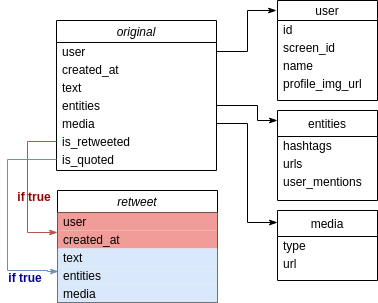 original
user
created_at
text
entities
media
is_retweeted
is_quoted
if true
if true
retweet
user
created_at
text
entities
media
user
id
screen_id
name
profile_img_url
entities
hashtags
urls
user_mentions
media
type
url